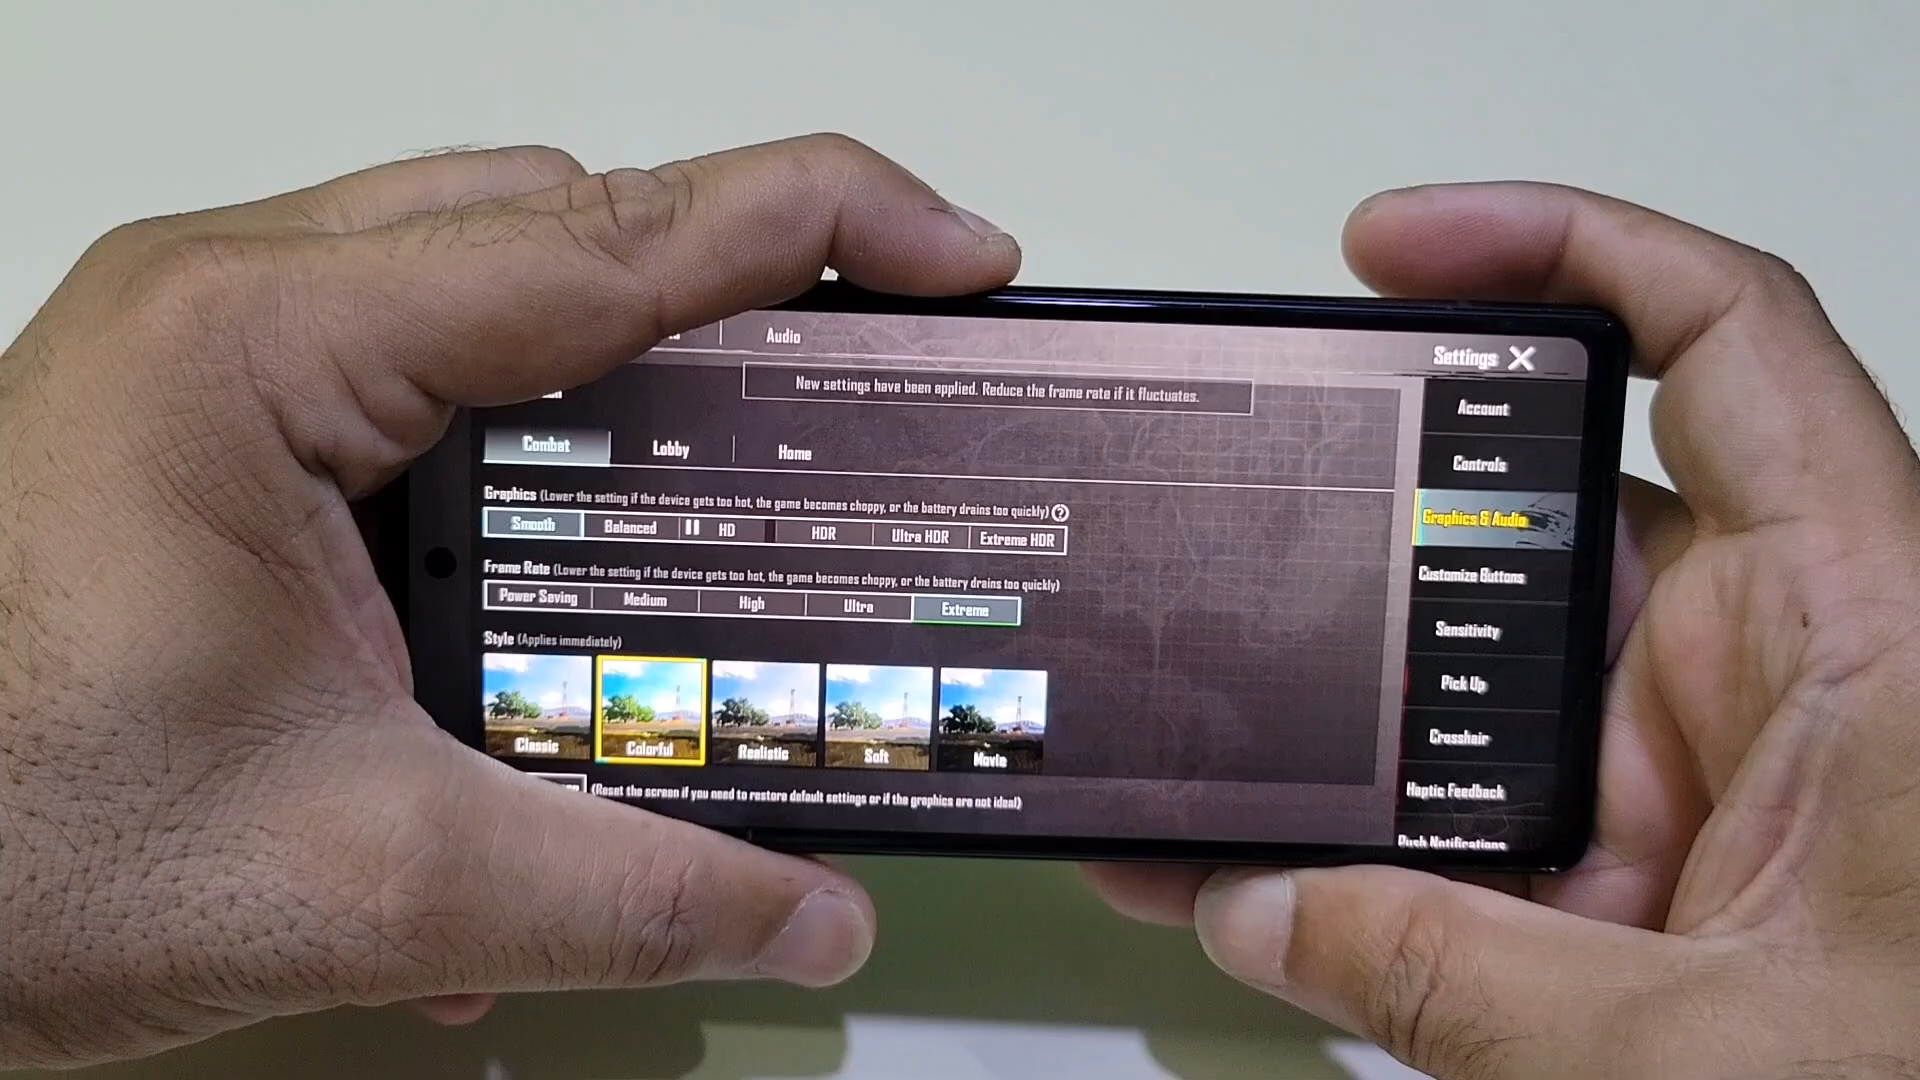 Audio
Settings
New settings have been applied. Reduce the frame rate if it fluctuates.
Account
Combat Lobby Home
Controls
Graphics (Lower the setting if the device gets too hot, the game becomes choppy, or the battery drains too quickly) ?
Smooth Balanced HD HDR Ultra HDR Extreme HDR
Graphics & Audio
Frame Rate (Lower the setting if the device gets too hot, the game becomes choppy, or the battery drains too quickly)
Power Saving Medium High Ultra Extreme
Customize Buttons
Style (Applies immediately)
Sensitivity
Classic Colorful Realistic Soft Movie
Pick Up
Crosshair
(Reset the screen if you need to restore default settings or if the graphics are not ideal)
Haptic Feedback
Push Notifications